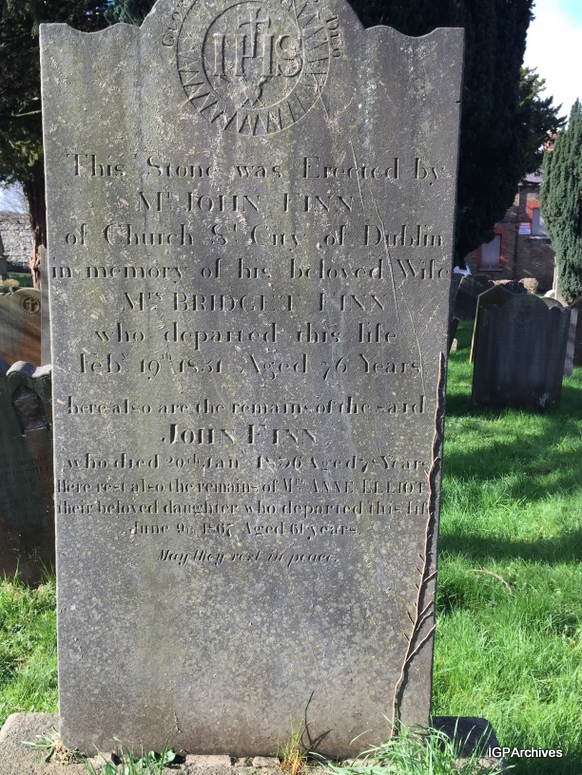 IHS
This Stone was Erected by
Mr. JOHN FINN
of Church St. City of Dublin
in memory of his beloved Wife
Mrs. BRIDGET FINN
who departed this life
Feby. 19th 1831 Aged 76 Years
here also are the remains of the said
JOHN FINN
who died 20th Jany. 1836 Aged Years
Here rest also the remains of Mrs. ANNE ELLIOT
their beloved daughter who departed this life
June 9th 1867 Aged 61 years
May they rest in peace.
IGPArchives